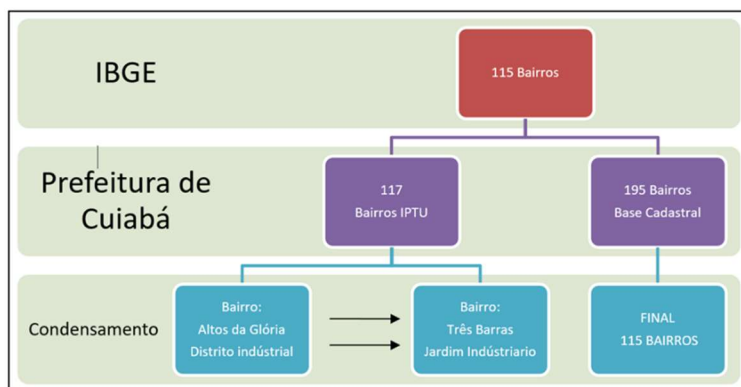 IBGE
115 Bairros
Prefeitura de
Cuiabá
117
Bairros IPTU
195 Bairros
Base Cadastral
Condensamento
Bairro:
Altos da Glória
Distrito indústrial
Bairro:
Três Barras
Jardim Indústriario
FINAL
115 BAIRROS